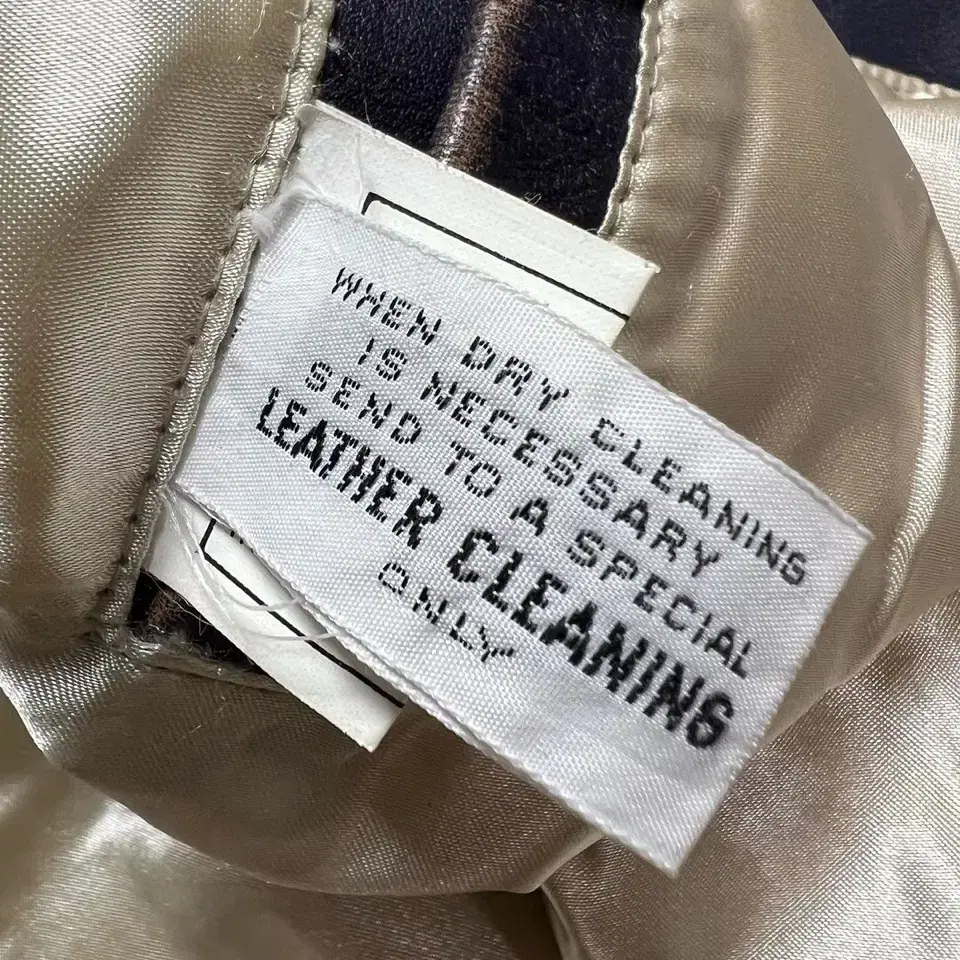 WHEN DRY CLEANING
IS NECESSARY
SEND TO A SPECIAL
LEATHER CLEANING
ONLY